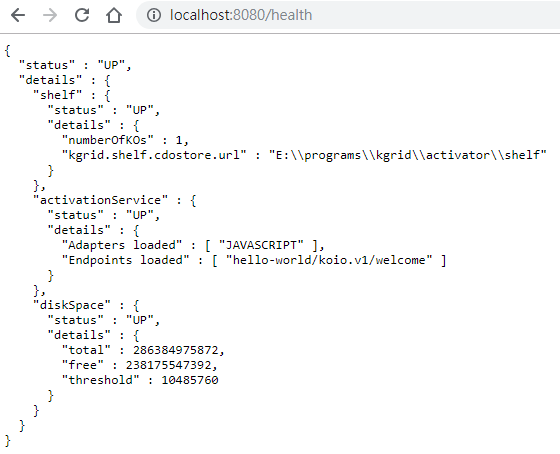 localhost:8080/health
{
  "status" : "UP",
  "details" : {
    "shelf" : {
      "status" : "UP",
      "details" : {
        "numberOfKOs" : 1,
        "kgrid.shelf.cdostore.url" : "E:\\programs\\kgrid\\activator\\shelf"
      }
    },
    "activationService" : {
      "status" : "UP",
      "details" : {
        "Adapters loaded" : [ "JAVASCRIPT" ],
        "Endpoints loaded" : [ "hello-world/koio.v1/welcome" ]
      }
    },
    "diskSpace" : {
      "status" : "UP",
      "details" : {
        "total" : 286384975872,
        "free" : 238175547392,
        "threshold" : 10485760
      }
    }
  }
}